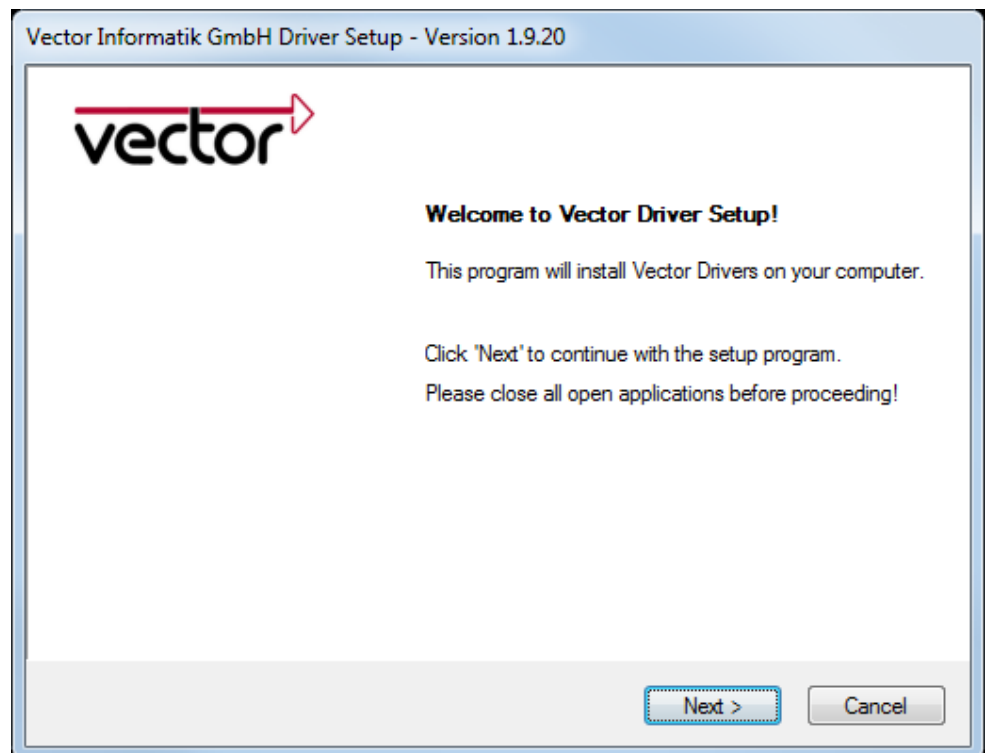 Vector Informatik GmbH Driver Setup - Version 1.9.20
vector
Welcome to Vector Driver Setup!
This program will install Vector Drivers on your computer.
Click 'Next' to continue with the setup program.
Please close all open applications before proceeding!
Next >
Cancel